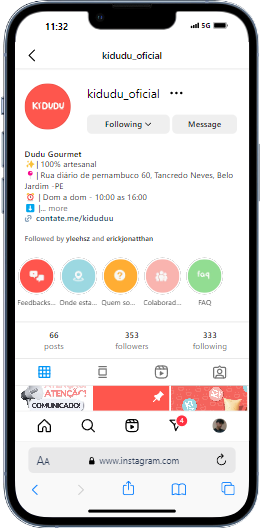 11:32
5G
kidudu_oficial
KIDUDU
kidudu_oficial
Following
Message
Dudu Gourmet
✨| 100% artesanal
📍| Rua diário de pernambuco 60, Tancredo Neves, Belo
Jardim -PE
⏰ | Dom a dom - 10:00 as 16:00
⬇️ |... more
contate.me/kiduduu
Followed by yleehsz and erickjonatthan
Feedbacks...
Onde esta...
Quem so...
Colaborad...
faq
FAQ
66
353
333
posts
followers
following
ATENÇÃO!
COMUNICADO!
4
AA
www.instagram.com